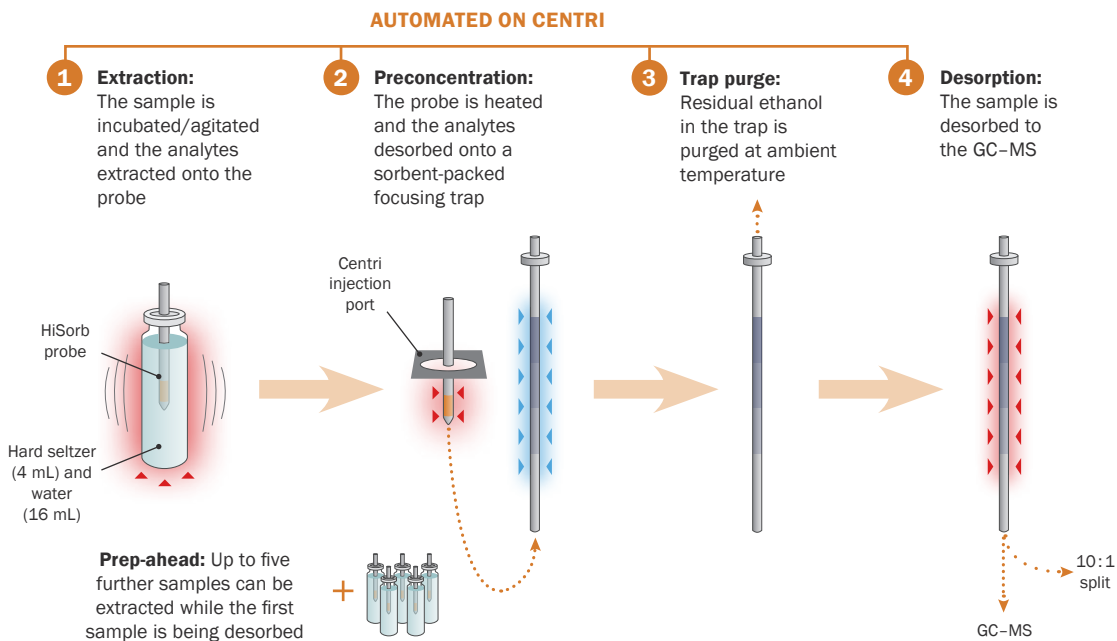 AUTOMATED ON CENTRI
1
Extraction:
The sample is
incubated/agitated
and the analytes
extracted onto the
probe
2
Preconcentration:
The probe is heated
and the analytes
desorbed onto a
sorbent-packed
focusing trap
3
Trap purge:
Residual ethanol
in the trap is
purged at ambient
temperature
4
Desorption:
The sample is
desorbed to
the GC–MS
HiSorb
probe
Hard seltzer
(4 mL) and
water
(16 mL)
Centri
injection
port
Prep-ahead: Up to five
further samples can be
extracted while the first
sample is being desorbed
+
10:1
split
GC–MS